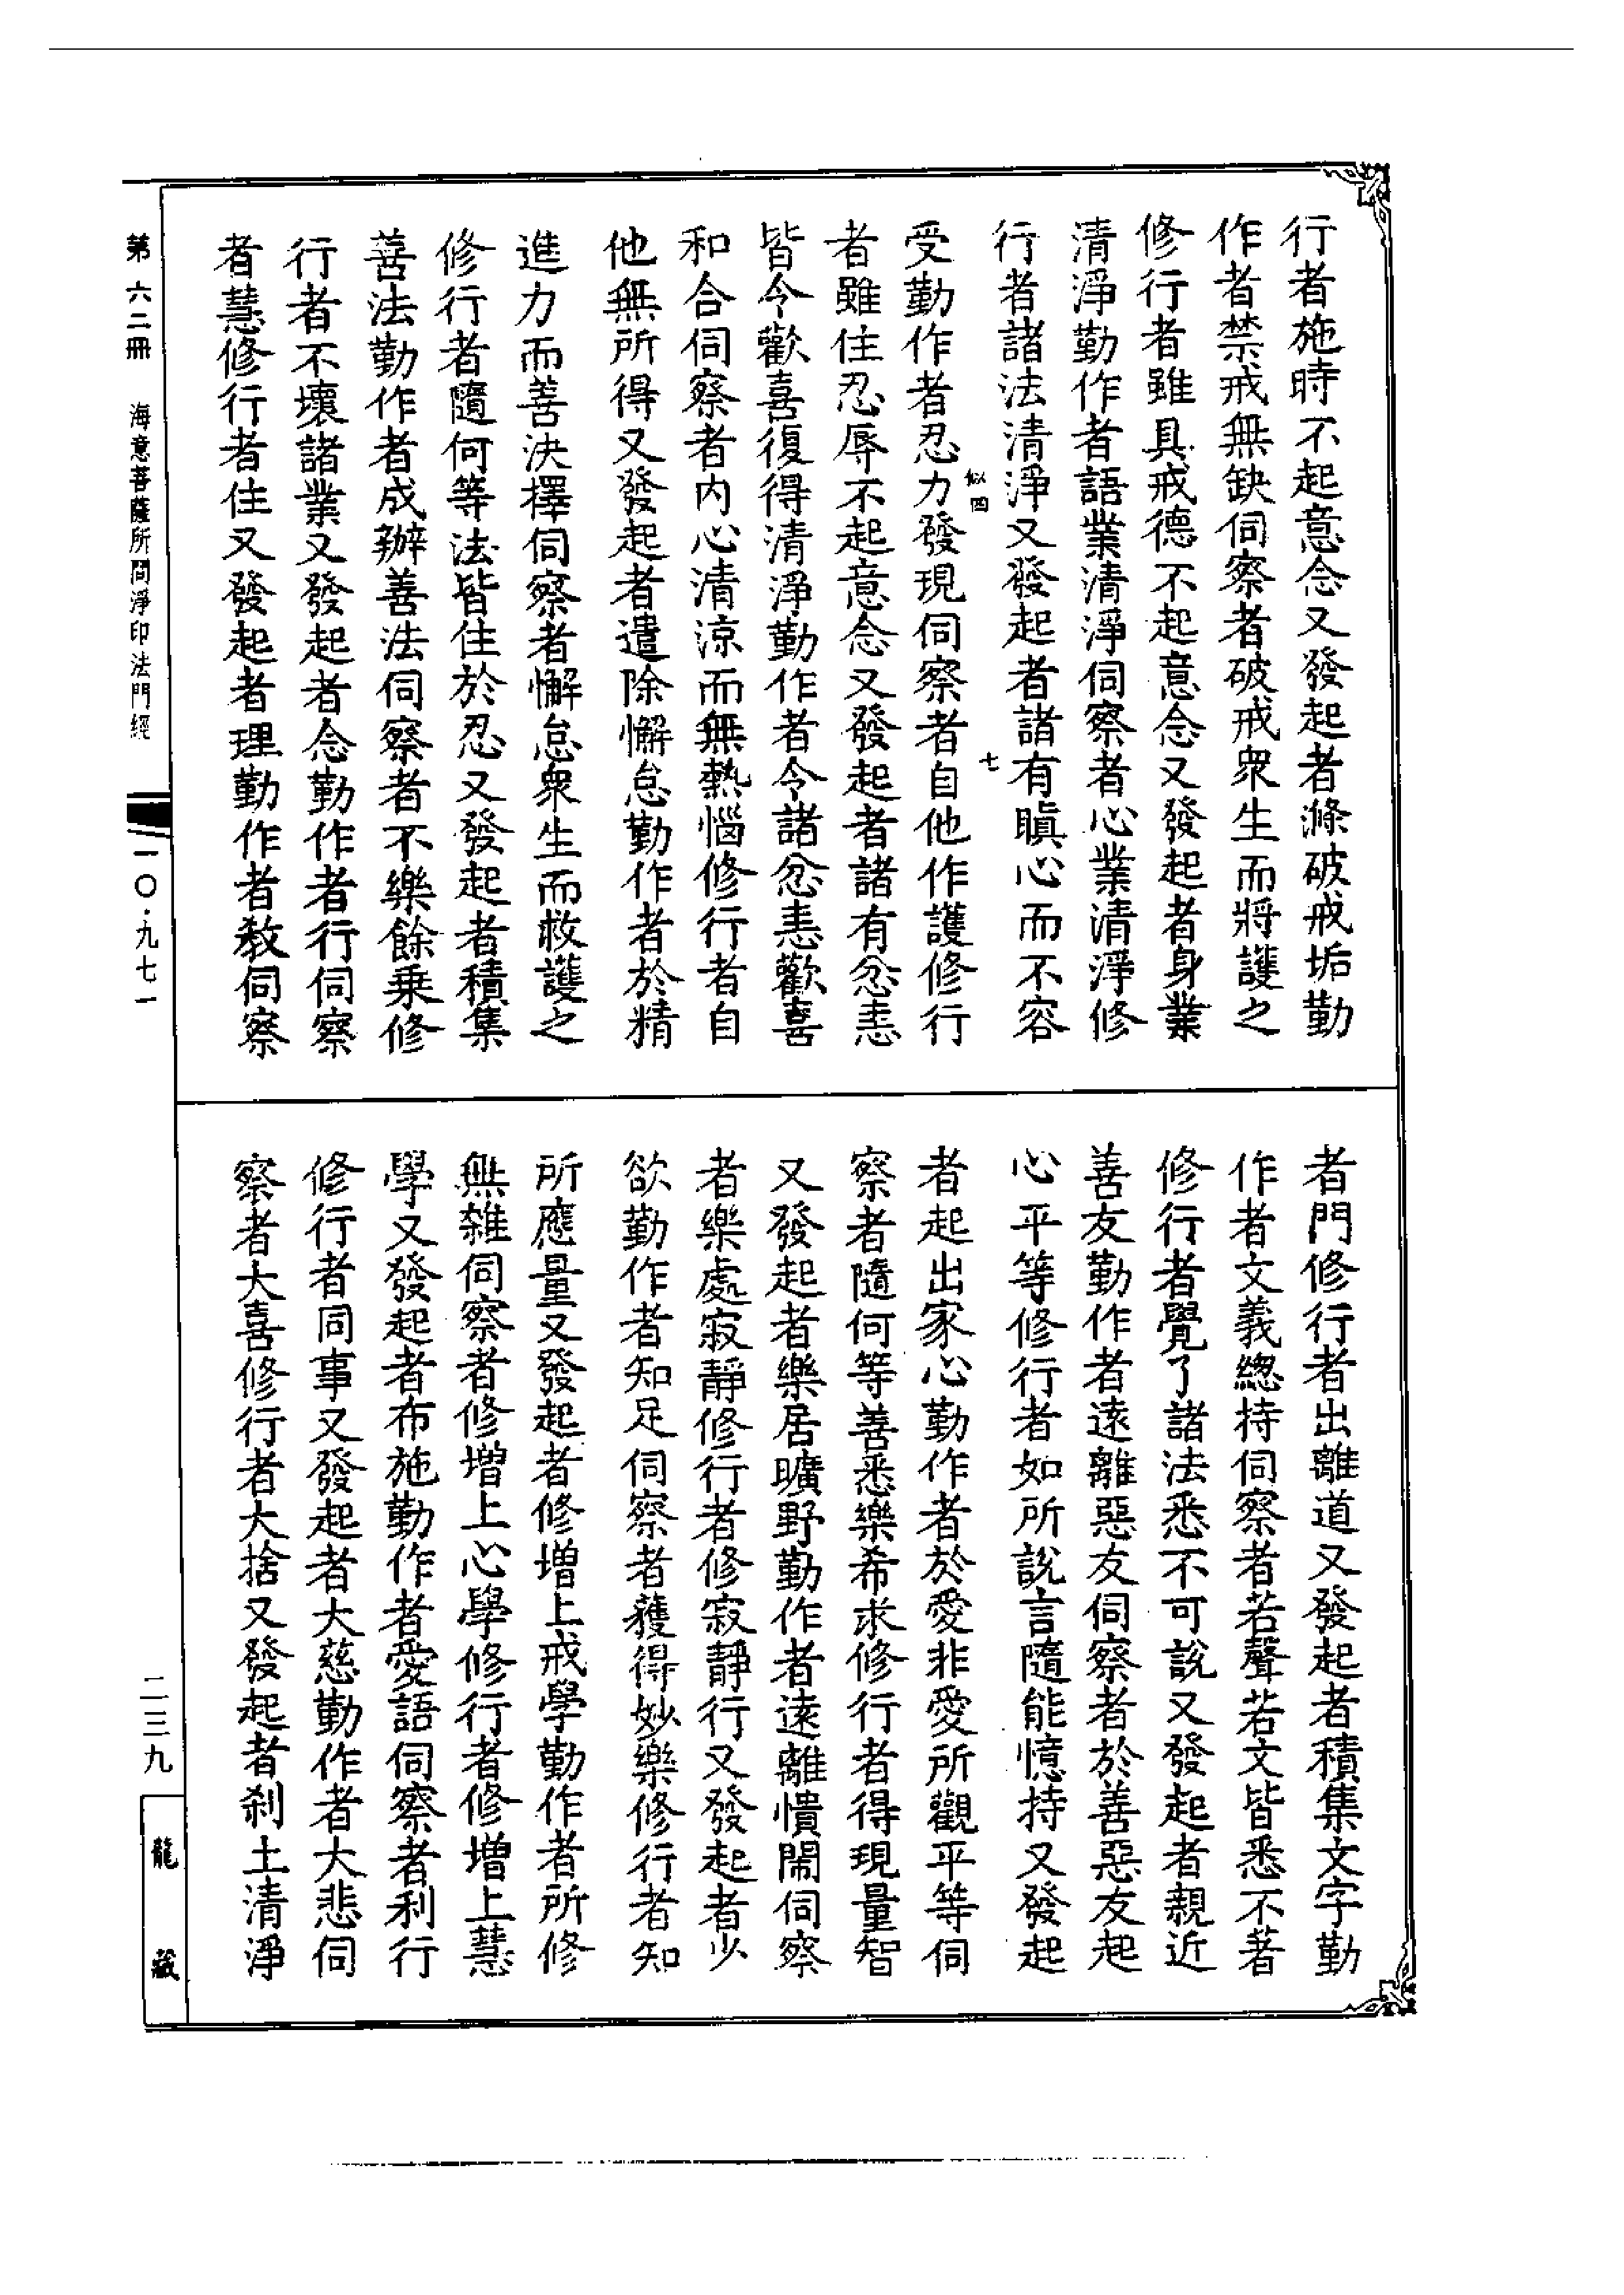 行者施時不起意念又發起者滌破戒垢勤
作者禁戒無缺伺察者破戒衆生而將護之
修行者雖具戒德不起意念又發起者身業
清淨勤作者語業清淨伺察者心業清淨修
行者諸法清淨又發起者諸有瞋心而不容
似四
七
受勤作者忍力發現伺察者自他作護修行
者雖住忍辱不起意念又發起者諸有忿恚
皆令歡喜復得清淨勤作者令諸忿恚歡喜
和合伺察者內心清涼而無熱惱修行者自
他無所得又發起者遣除懈怠勤作者於精
進力而善決擇伺察者懈怠衆生而救護之
修行者隨何等法皆住於忍又發起者積集
善法勤作者成辦善法伺察者不樂餘乗修
行者不壞諸業又發起者念勤作者行伺察
者慧修行者住又發起者理勤作者教伺察
者門修行者出離道又發起者積集文字勤
作者文義緫持伺察者若聲若文皆悉不著
修行者覺了諸法悉不可說又發起者親近
善友勤作者遠離惡友伺察者於善惡友起
心平等修行者如所說言隨能憶持又發起
者起出家心勤作者於愛非愛所觀平等伺
察者隨何等善悉樂希求修行者得現量智
又發起者樂居曠野勤作者遠離憒閙伺察
者樂處寂靜修行者修寂靜行又發起者少
欲勤作者知足伺察者獲得妙樂修行者知
所應量又發起者修增上戒學勤作者所修
無雜伺察者修增上心學修行者修增上慧
學又發起者布施勤作者愛語伺察者利行
修行者同事又發起者大慈勤作者大悲伺
察者大喜修行者大捨又發起者剎土清淨
第六二冊 海意菩薩所問淨印法門經
一〇·九七一
二三九
龍藏